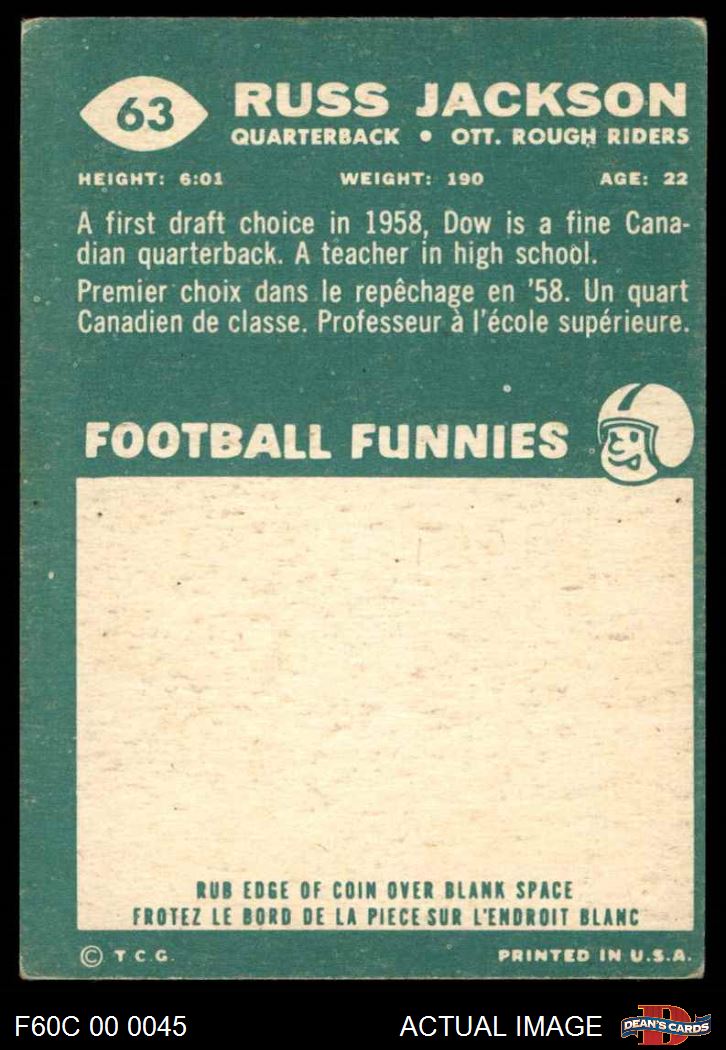 63
RUSS JACKSON
QUARTERBACK • OTT. ROUGH RIDERS
HEIGHT: 6:01 WEIGHT: 190 AGE: 22
A first draft choice in 1958, Dow is a fine Cana-
dian quarterback. A teacher in high school.
Premier choix dans le repêchage en '58. Un quart
Canadien de classe. Professeur à l'école supérieure.
FOOTBALL FUNNIES
RUB EDGE OF COIN OVER BLANK SPACE
FROTEZ LE BORD DE LA PIECE SUR L'ENDROIT BLANC
© T. C. G. PRINTED IN U.S.A.
F60C 00 0045 ACTUAL IMAGE D DEAN'S CARDS